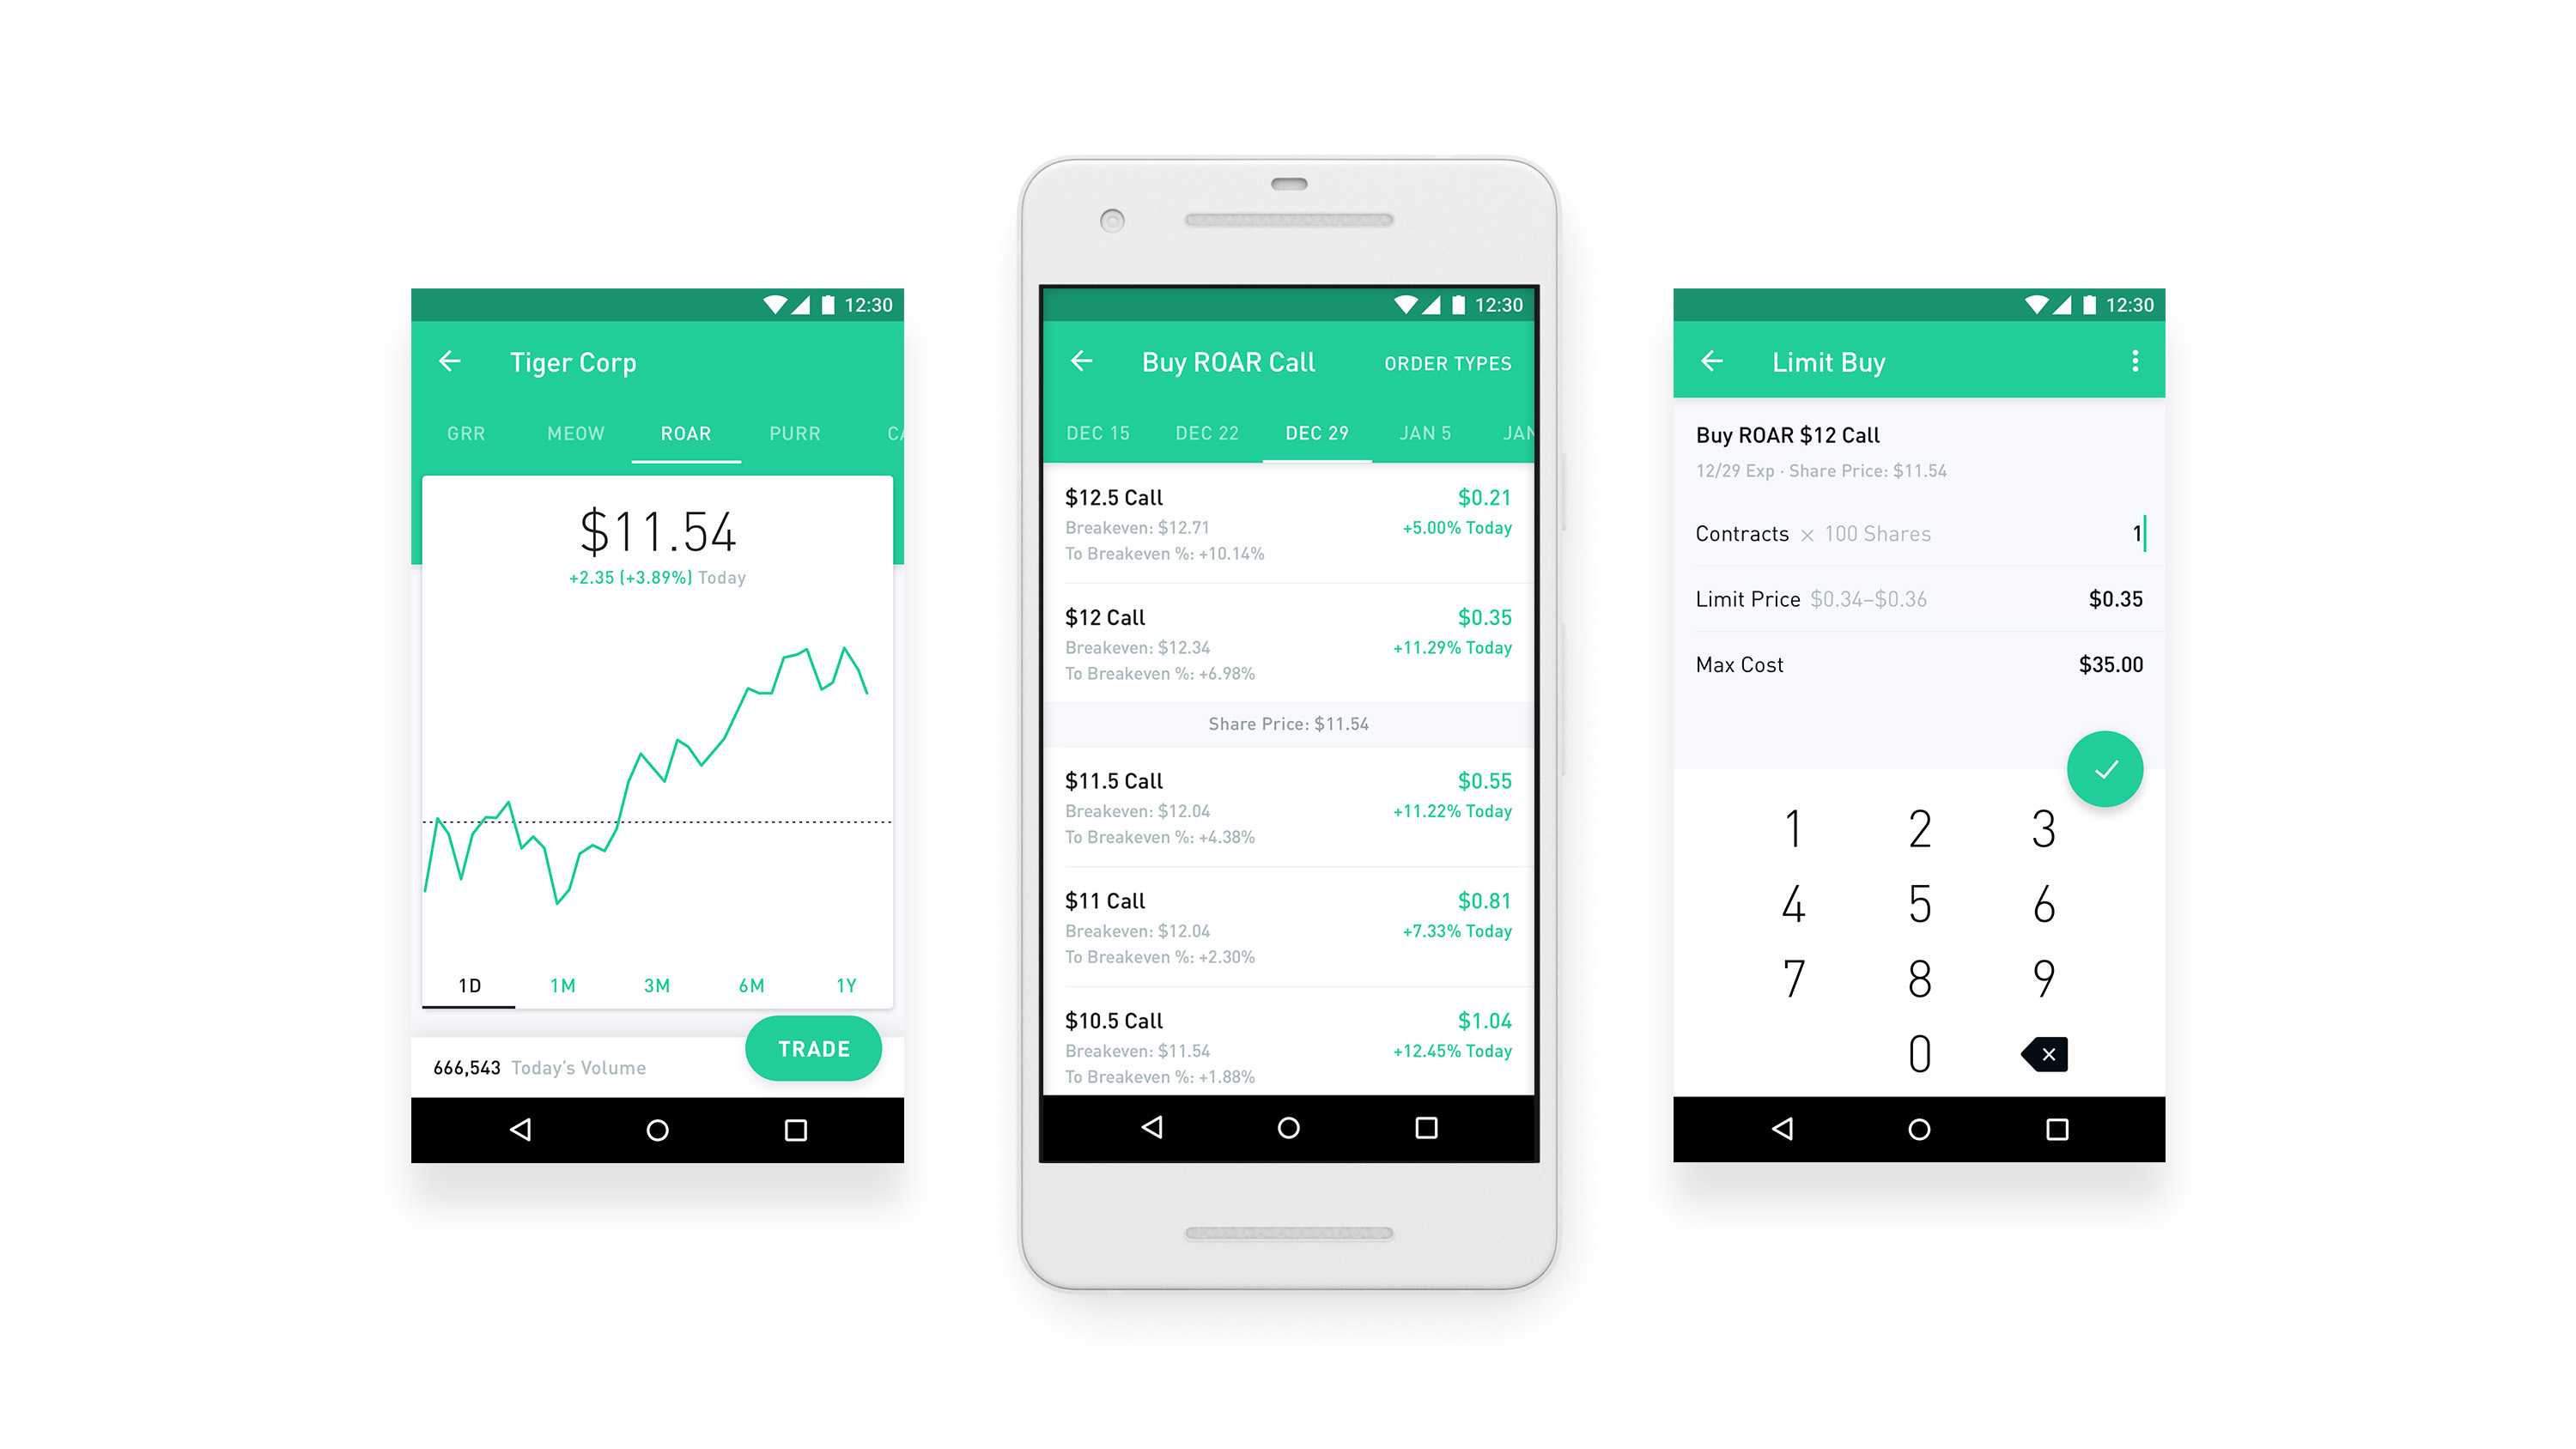 12:30
Tiger Corp
GRR MEOW ROAR PURR CA
$11.54
+2.35 (+3.89%) Today
1D 1M 3M 6M 1Y
TRADE
666,543 Today's Volume
12:30
Buy ROAR Call ORDER TYPES
DEC 15 DEC 22 DEC 29 JAN 5 JAN
$12.5 Call $0.21
Breakeven: $12.71 +5.00% Today
To Breakeven %: +10.14%
$12 Call $0.35
Breakeven: $12.34 +11.29% Today
To Breakeven %: +6.98%
Share Price: $11.54
$11.5 Call $0.55
Breakeven: $12.04 +11.22% Today
To Breakeven %: +4.38%
$11 Call $0.81
Breakeven: $12.04 +7.33% Today
To Breakeven %: +2.30%
$10.5 Call $1.04
Breakeven: $11.54 +12.45% Today
To Breakeven %: +1.88%
12:30
Limit Buy
Buy ROAR $12 Call
12/29 Exp · Share Price: $11.54
Contracts × 100 Shares 1
Limit Price $0.34–$0.36 $0.35
Max Cost $35.00
1 2 3
4 5 6
7 8 9
0